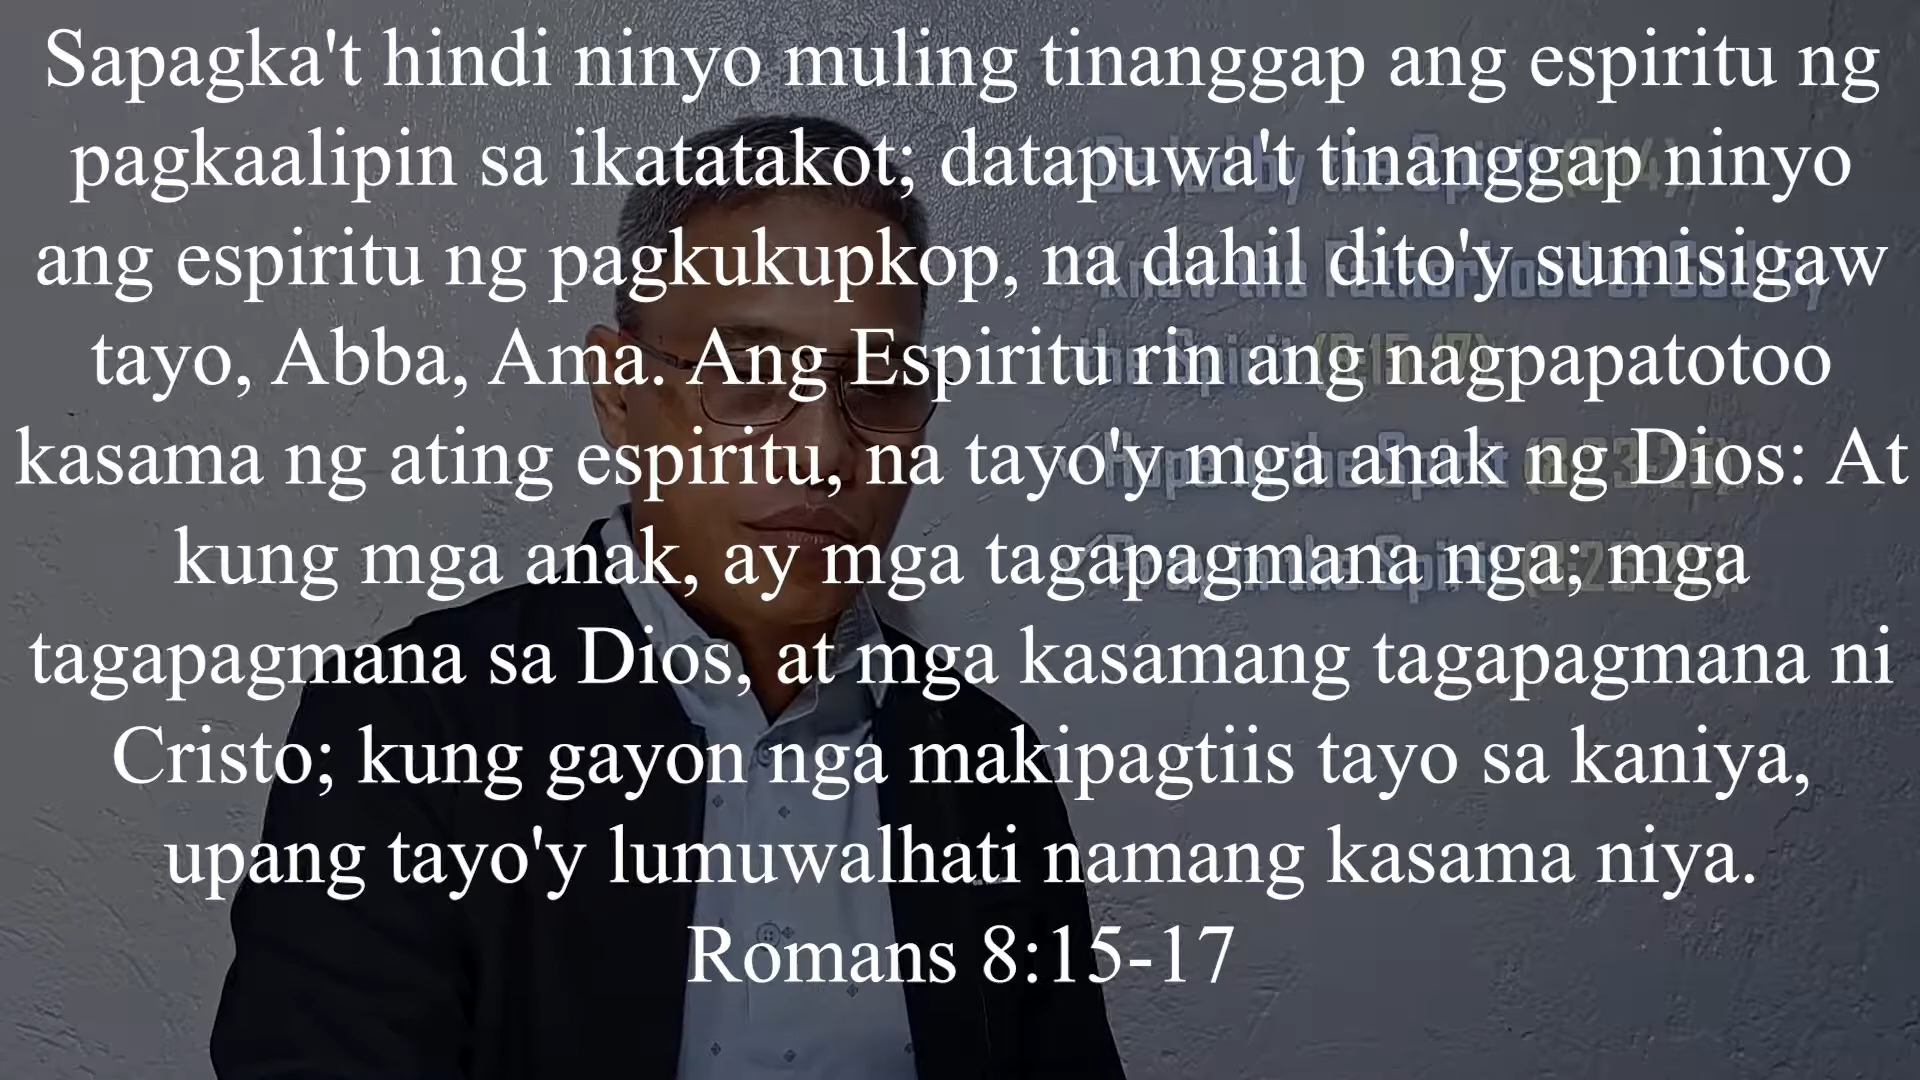 Sapagka't hindi ninyo muling tinanggap ang espiritu ng
pagkaalipin sa ikatatakot; datapuwa't tinanggap ninyo
ang espiritu ng pagkukupkop, na dahil dito'y sumisigaw
tayo, Abba, Ama. Ang Espiritu rin ang nagpapatotoo
kasama ng ating espiritu, na tayo'y mga anak ng Dios: At
kung mga anak, ay mga tagapagmana nga; mga
tagapagmana sa Dios, at mga kasamang tagapagmana ni
Cristo; kung gayon nga makipagtiis tayo sa kaniya,
upang tayo'y lumuwalhati namang kasama niya.
Romans 8:15-17